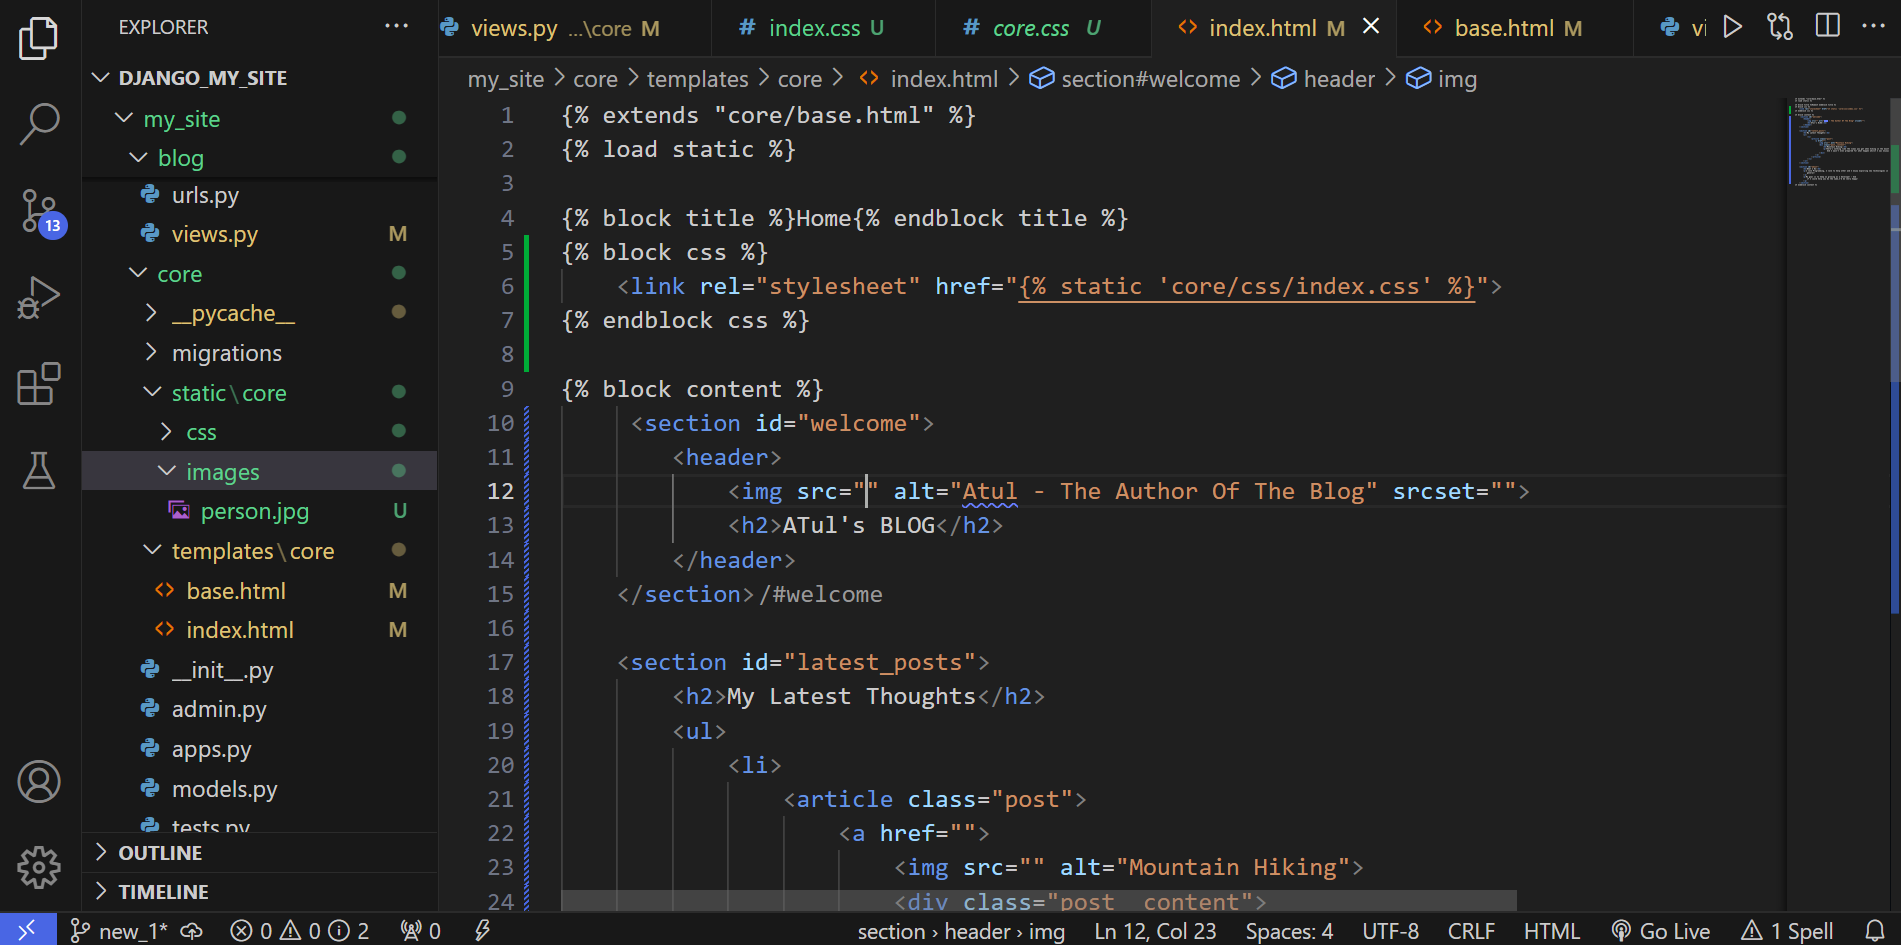 EXPLORER ...
DJANGO_MY_SITE
my_site
blog
urls.py
views.py M
core
__pycache__
migrations
static\core
css
images
person.jpg U
templates\core
base.html M
index.html M
__init__.py
admin.py
apps.py
models.py
tests.py
OUTLINE
TIMELINE
13
views.py ...\core M
index.css U
core.css U
index.html M
base.html M
vi
my_site > core > templates > core > index.html > section#welcome > header > img
1 {% extends "core/base.html" %}
2 {% load static %}
3
4 {% block title %}Home{% endblock title %}
5 {% block css %}
6 <link rel="stylesheet" href="{% static 'core/css/index.css' %}">
7 {% endblock css %}
8
9 {% block content %}
10 <section id="welcome">
11 <header>
12 <img src="" alt="Atul - The Author Of The Blog" srcset="">
13 <h2>ATul's BLOG</h2>
14 </header>
15 </section>/#welcome
16
17 <section id="latest_posts">
18 <h2>My Latest Thoughts</h2>
19 <ul>
20 <li>
21 <article class="post">
22 <a href="">
23 <img src="" alt="Mountain Hiking">
24 <div class="post__content">
new_1* 0 0 2 0 section › header › img Ln 12, Col 23 Spaces: 4 UTF-8 CRLF HTML Go Live 1 Spell